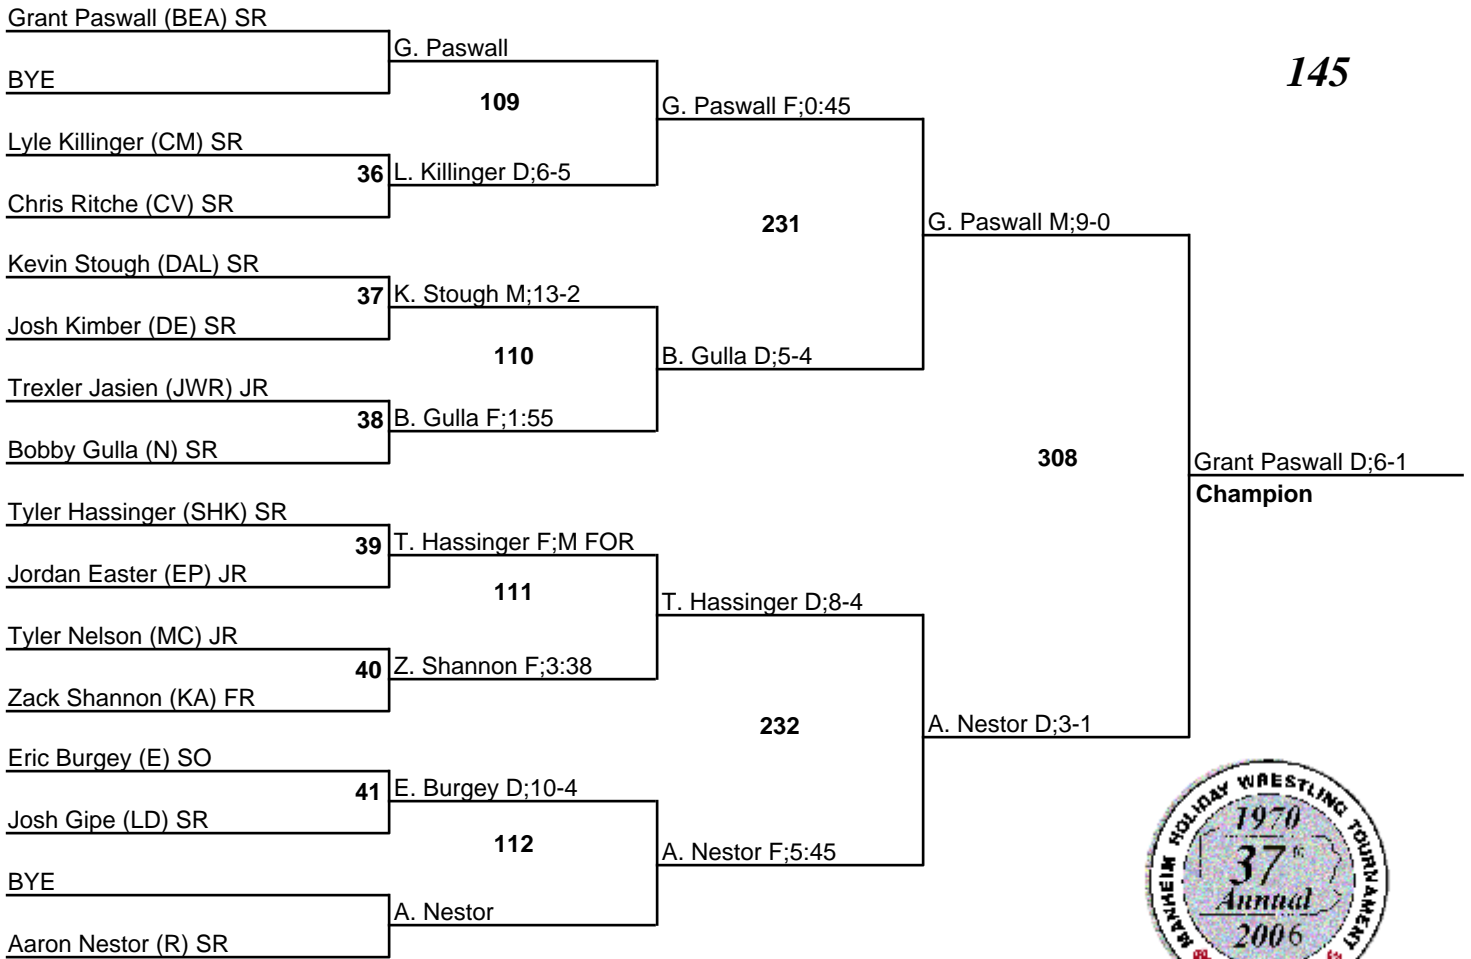 Grant Paswall (BEA) SR
BYE
G. Paswall
109
Lyle Killinger (CM) SR
36
L. Killinger D;6-5
Chris Ritche (CV) SR
G. Paswall F;0:45
231
Kevin Stough (DAL) SR
37
K. Stough M;13-2
Josh Kimber (DE) SR
110
B. Gulla D;5-4
Trexler Jasien (JWR) JR
38
B. Gulla F;1:55
Bobby Gulla (N) SR
G. Paswall M;9-0
308
Tyler Hassinger (SHK) SR
39
T. Hassinger F;M FOR
Jordan Easter (EP) JR
111
T. Hassinger D;8-4
Tyler Nelson (MC) JR
40
Z. Shannon F;3:38
Zack Shannon (KA) FR
232
A. Nestor D;3-1
Eric Burgey (E) SO
41
E. Burgey D;10-4
Josh Gipe (LD) SR
112
A. Nestor F;5:45
BYE
A. Nestor
Aaron Nestor (R) SR
145
Grant Paswall D;6-1
Champion
MANHEIM HOLIDAY WRESTLING TOURNAMENT
1970
37
Annual
2006